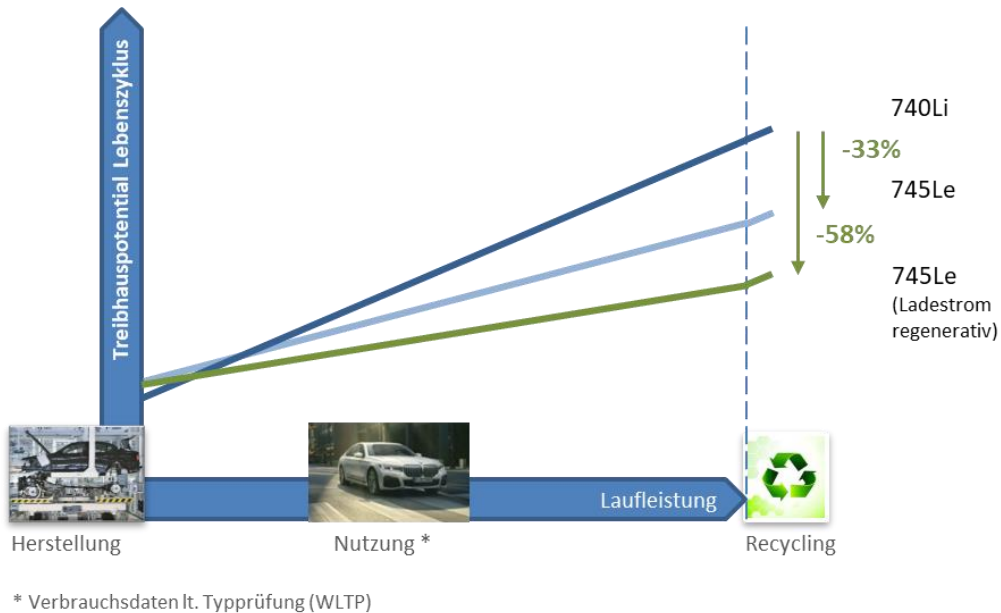 Treibhauspotential Lebenszyklus
740Li
-33%
745Le
-58%
745Le
(Ladestrom
regenerativ)
Laufleistung
Herstellung
Nutzung *
Recycling
* Verbrauchsdaten lt. Typprüfung (WLTP)